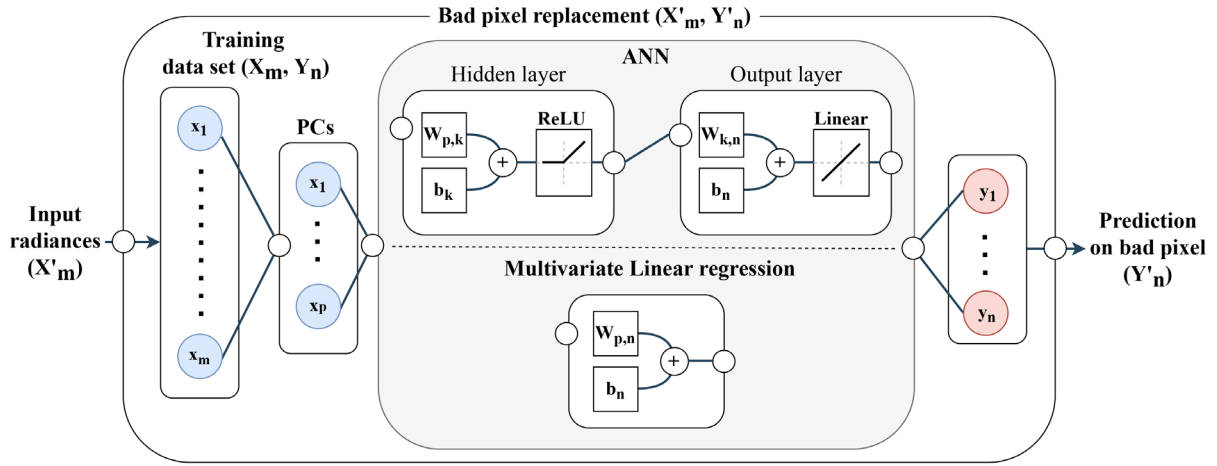 Bad pixel replacement (X'm, Y'n)
Training
data set (Xm, Yn)
ANN
Hidden layer
Output layer
x1
PCs
Wp,k
ReLU
Wk,n
Linear
+
+
bk
bn
x1
y1
Input
radiances
(X'm)
Prediction
on bad pixel
(Y'n)
Multivariate Linear regression
xp
yn
Wp,n
xm
+
bn